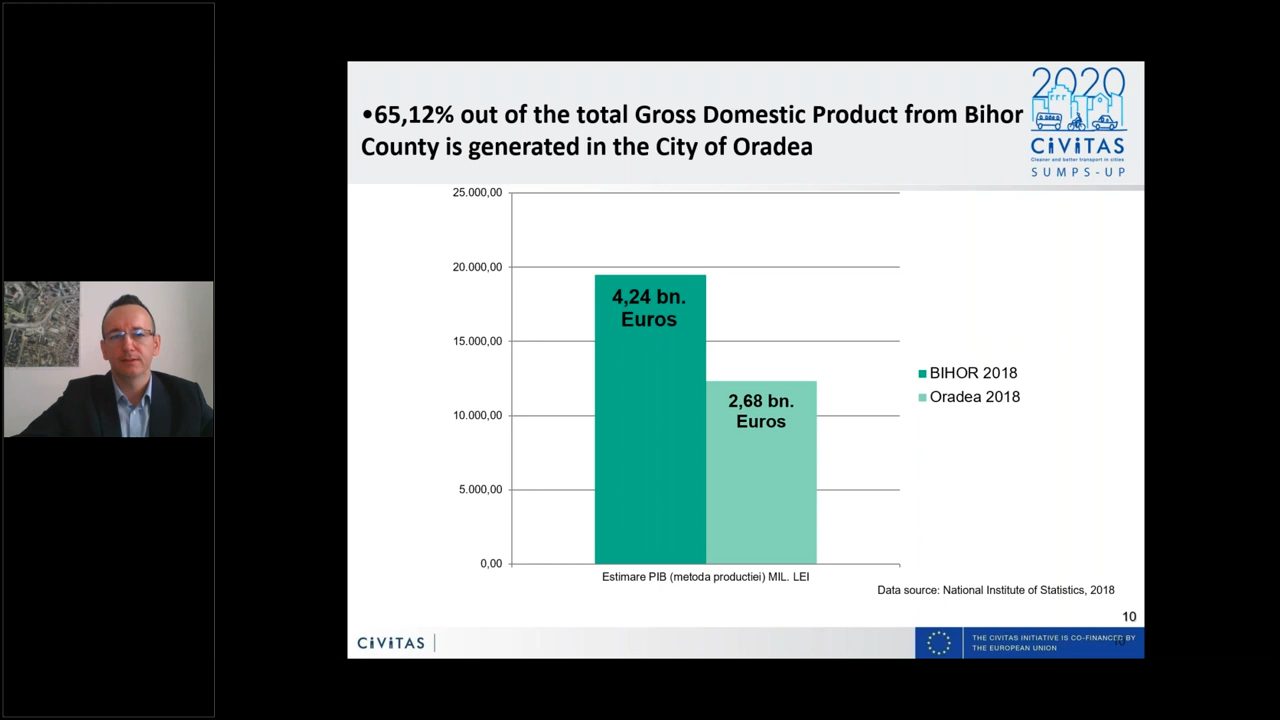 •65,12% out of the total Gross Domestic Product from Bihor
County is generated in the City of Oradea
2020
CiViTAS
Cleaner and better transport in cities
SUMPS-UP
25.000,00
20.000,00
15.000,00
10.000,00
5.000,00
0,00
4,24 bn.
Euros
2,68 bn.
Euros
BIHOR 2018
Oradea 2018
Estimare PIB (metoda productiei) MIL. LEI
Data source: National Institute of Statistics, 2018
10
CiViTAS
THE CIVITAS INITIATIVE IS CO-FINANCED BY
THE EUROPEAN UNION